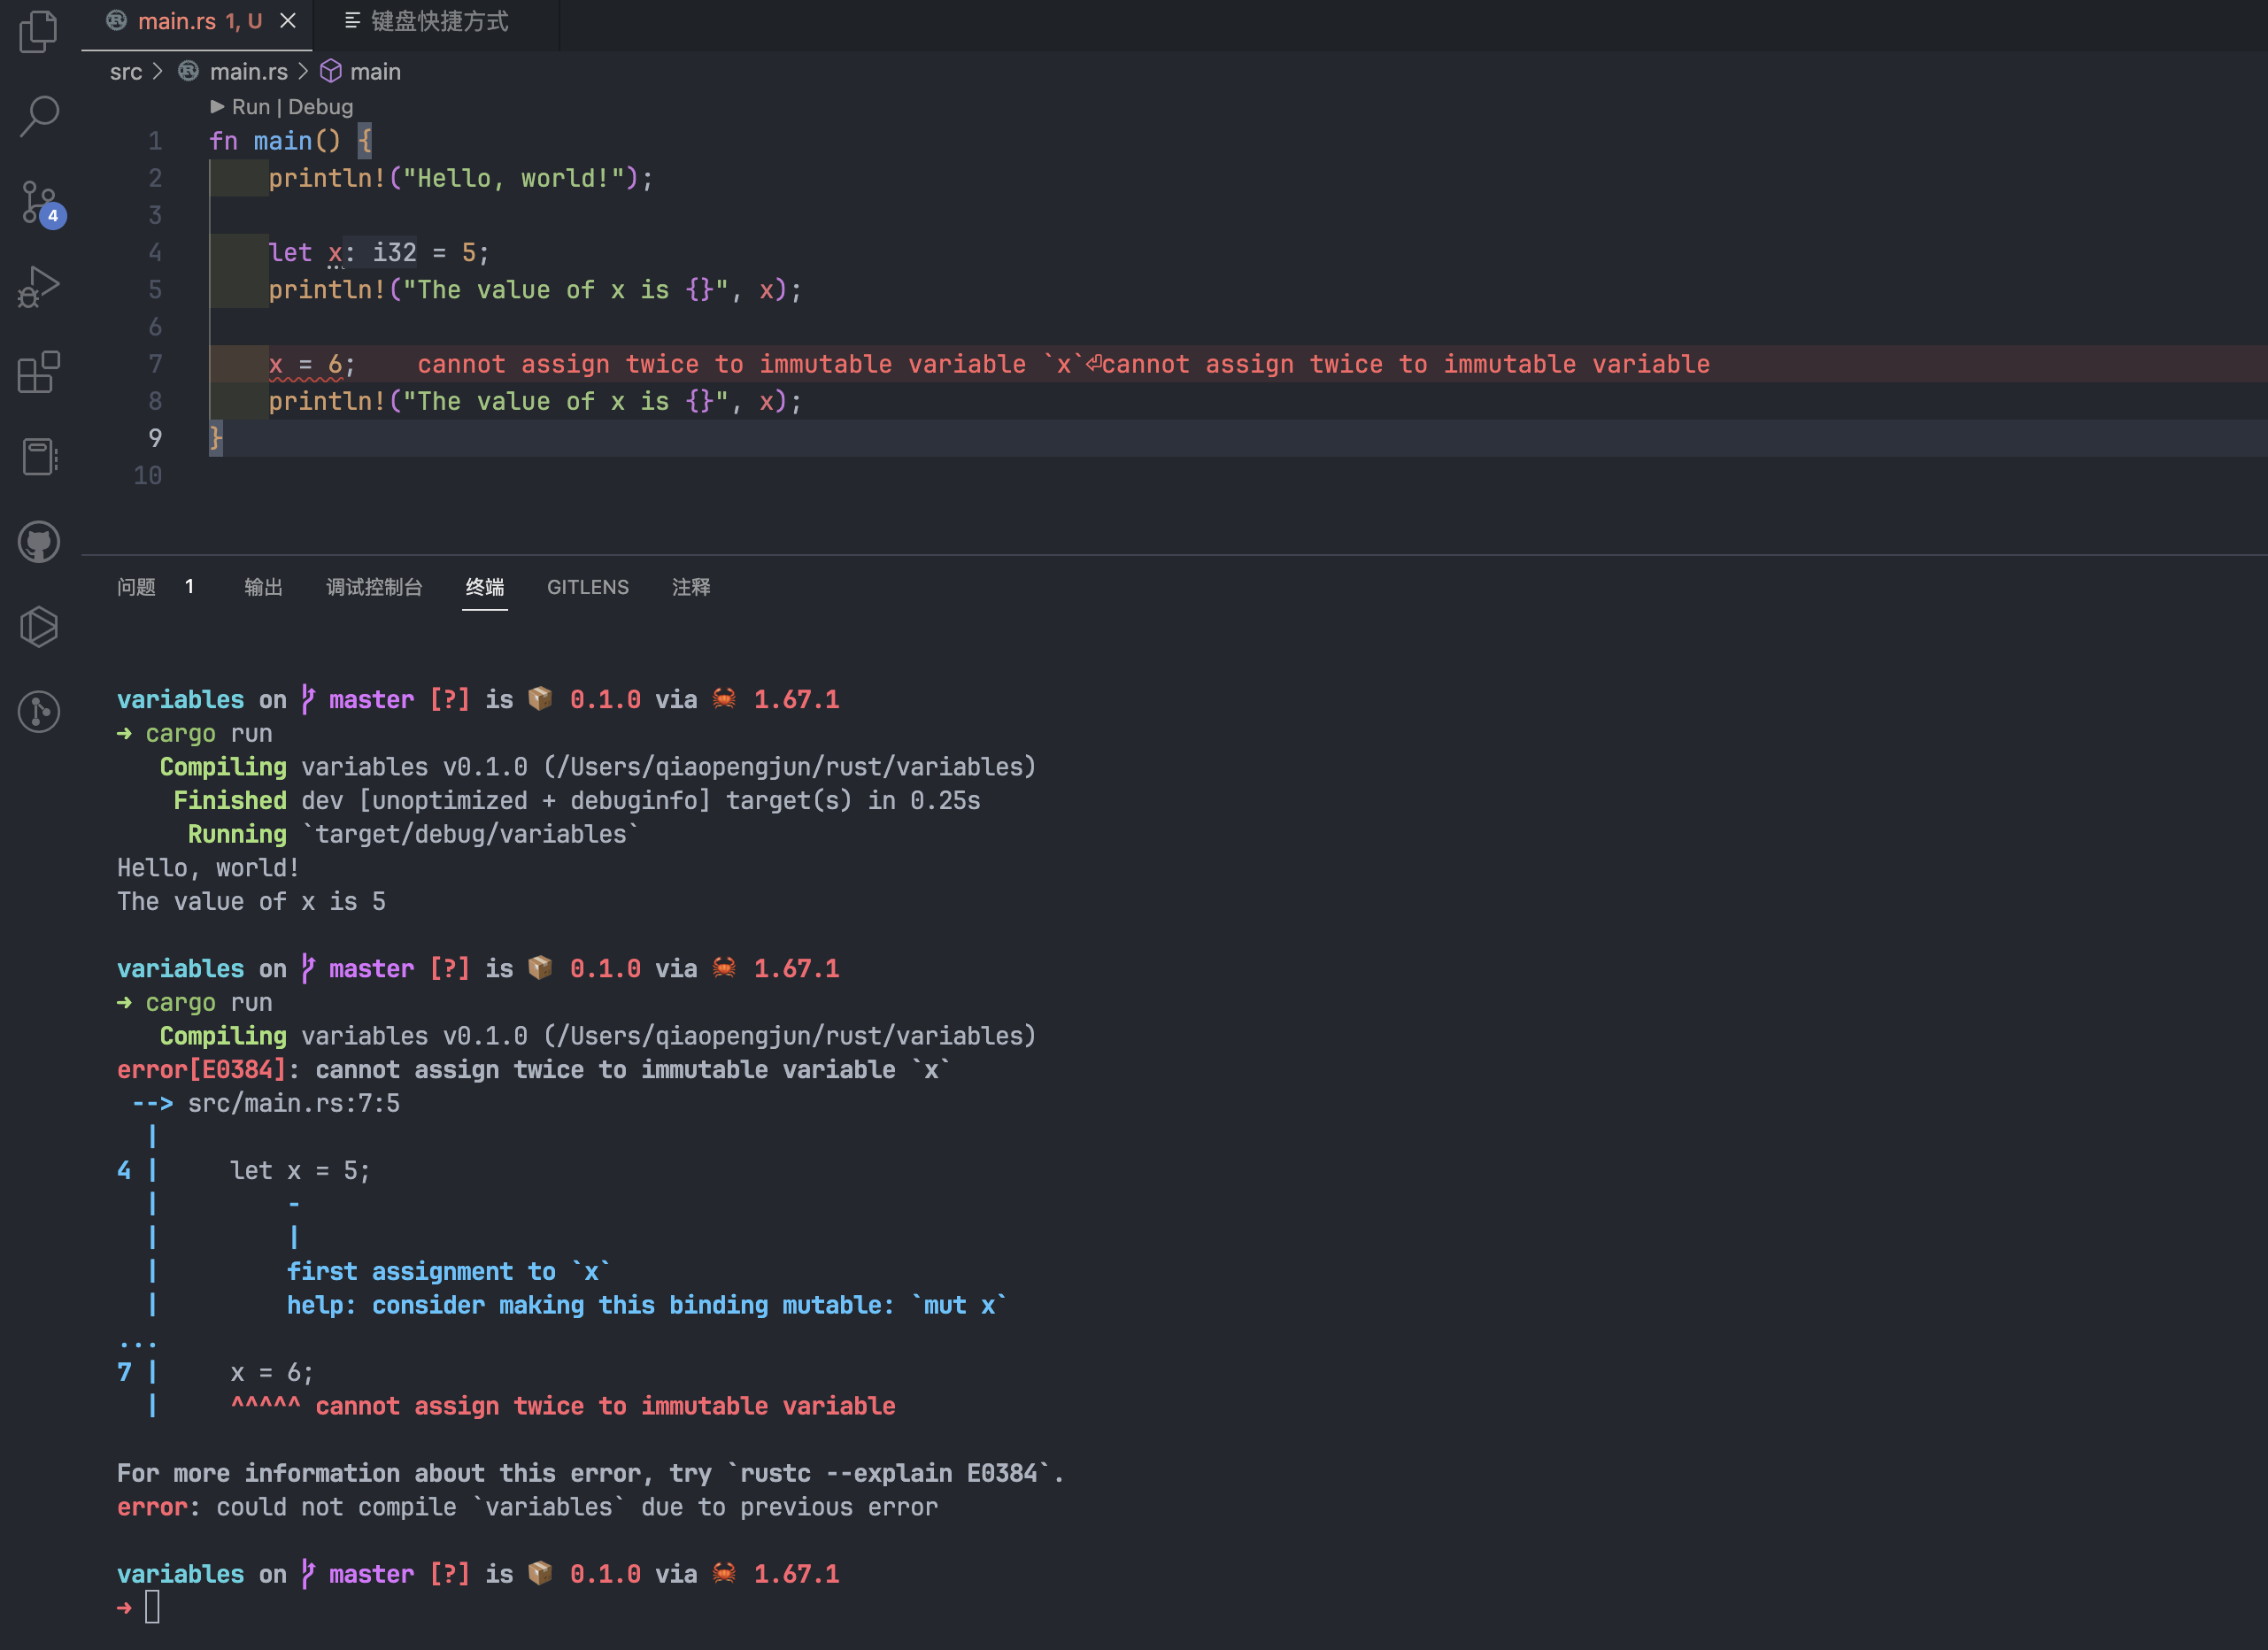 main.rs 1, U 键盘快捷方式
src > main.rs > main
Run | Debug
1 fn main() {
2     println!("Hello, world!");
3
4     let x: i32 = 5;
5     println!("The value of x is {}", x);
6
7     x = 6;    cannot assign twice to immutable variable `x`⏎cannot assign twice to immutable variable
8     println!("The value of x is {}", x);
9 }
10
4
问题 1 输出 调试控制台 终端 GITLENS 注释
variables on master [?] is 📦 0.1.0 via 🦀 1.67.1
➜ cargo run
   Compiling variables v0.1.0 (/Users/qiaopengjun/rust/variables)
    Finished dev [unoptimized + debuginfo] target(s) in 0.25s
     Running `target/debug/variables`
Hello, world!
The value of x is 5
variables on master [?] is 📦 0.1.0 via 🦀 1.67.1
➜ cargo run
   Compiling variables v0.1.0 (/Users/qiaopengjun/rust/variables)
error[E0384]: cannot assign twice to immutable variable `x`
 --> src/main.rs:7:5
  |
4 |     let x = 5;
  |         -
  |         |
  |         first assignment to `x`
  |         help: consider making this binding mutable: `mut x`
...
7 |     x = 6;
  |     ^^^^^ cannot assign twice to immutable variable
For more information about this error, try `rustc --explain E0384`.
error: could not compile `variables` due to previous error
variables on master [?] is 📦 0.1.0 via 🦀 1.67.1
➜